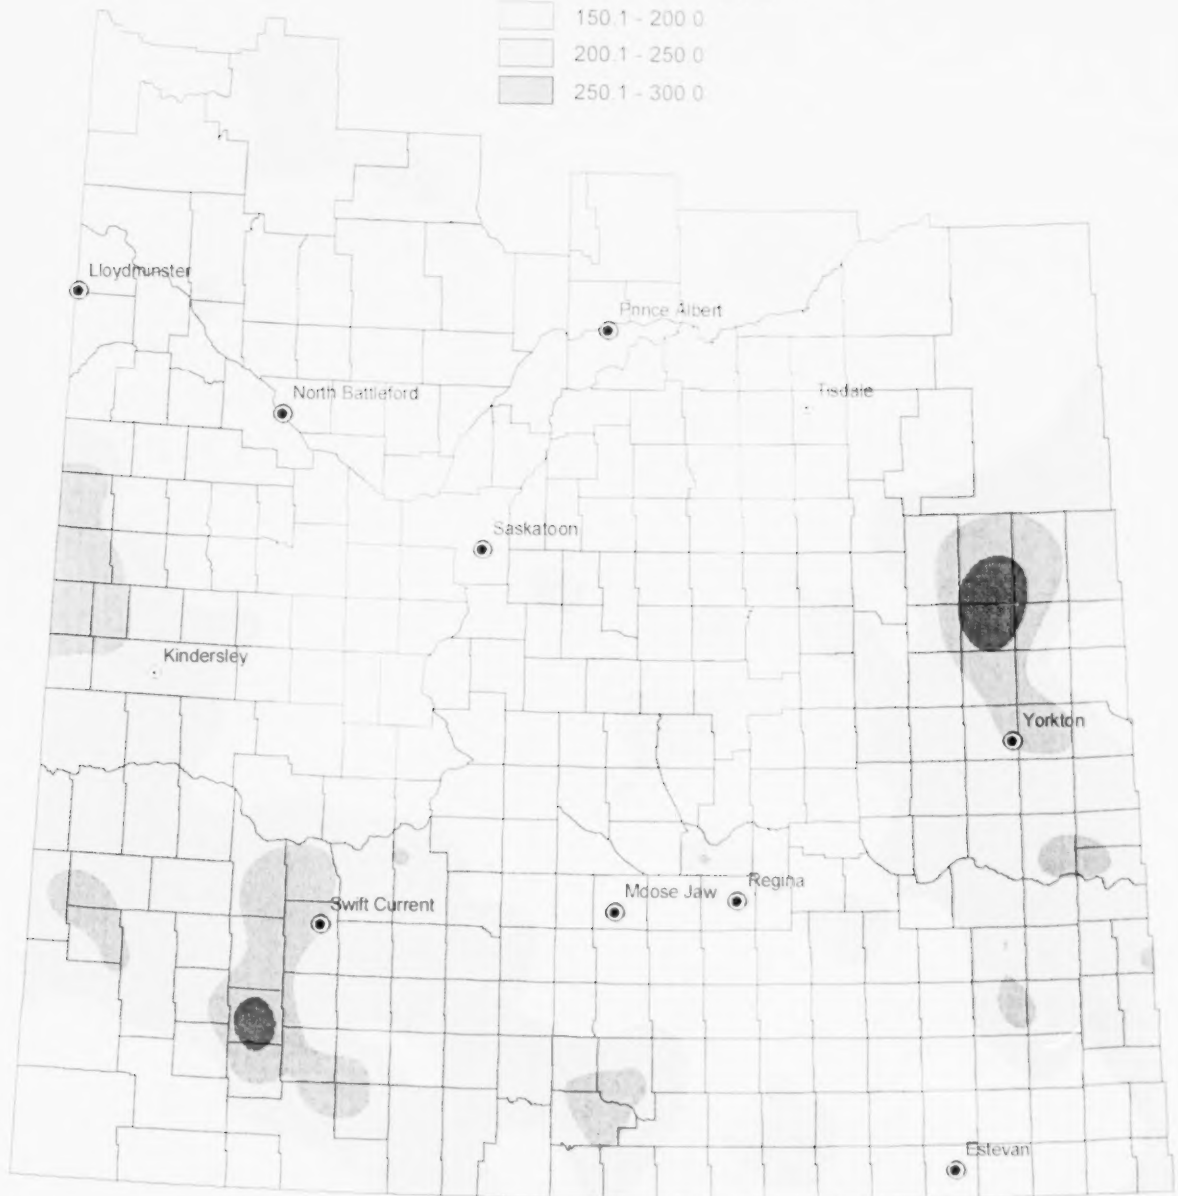 150.1 - 200.0
200.1 - 250.0
250.1 - 300.0
Lloydminster
Prince Albert
North Battleford
Tisdale
Saskatoon
Kindersley
Yorkton
Swift Current
Moose Jaw
Regina
Estevan